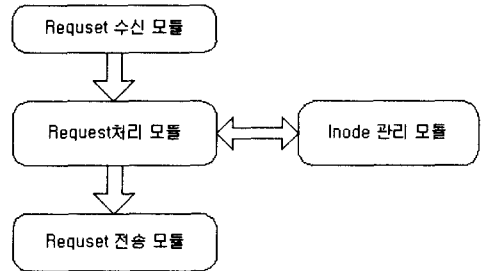 Requset 수신 모듈
Request처리 모듈
Inode 관리 모듈
Requset 전송 모듈